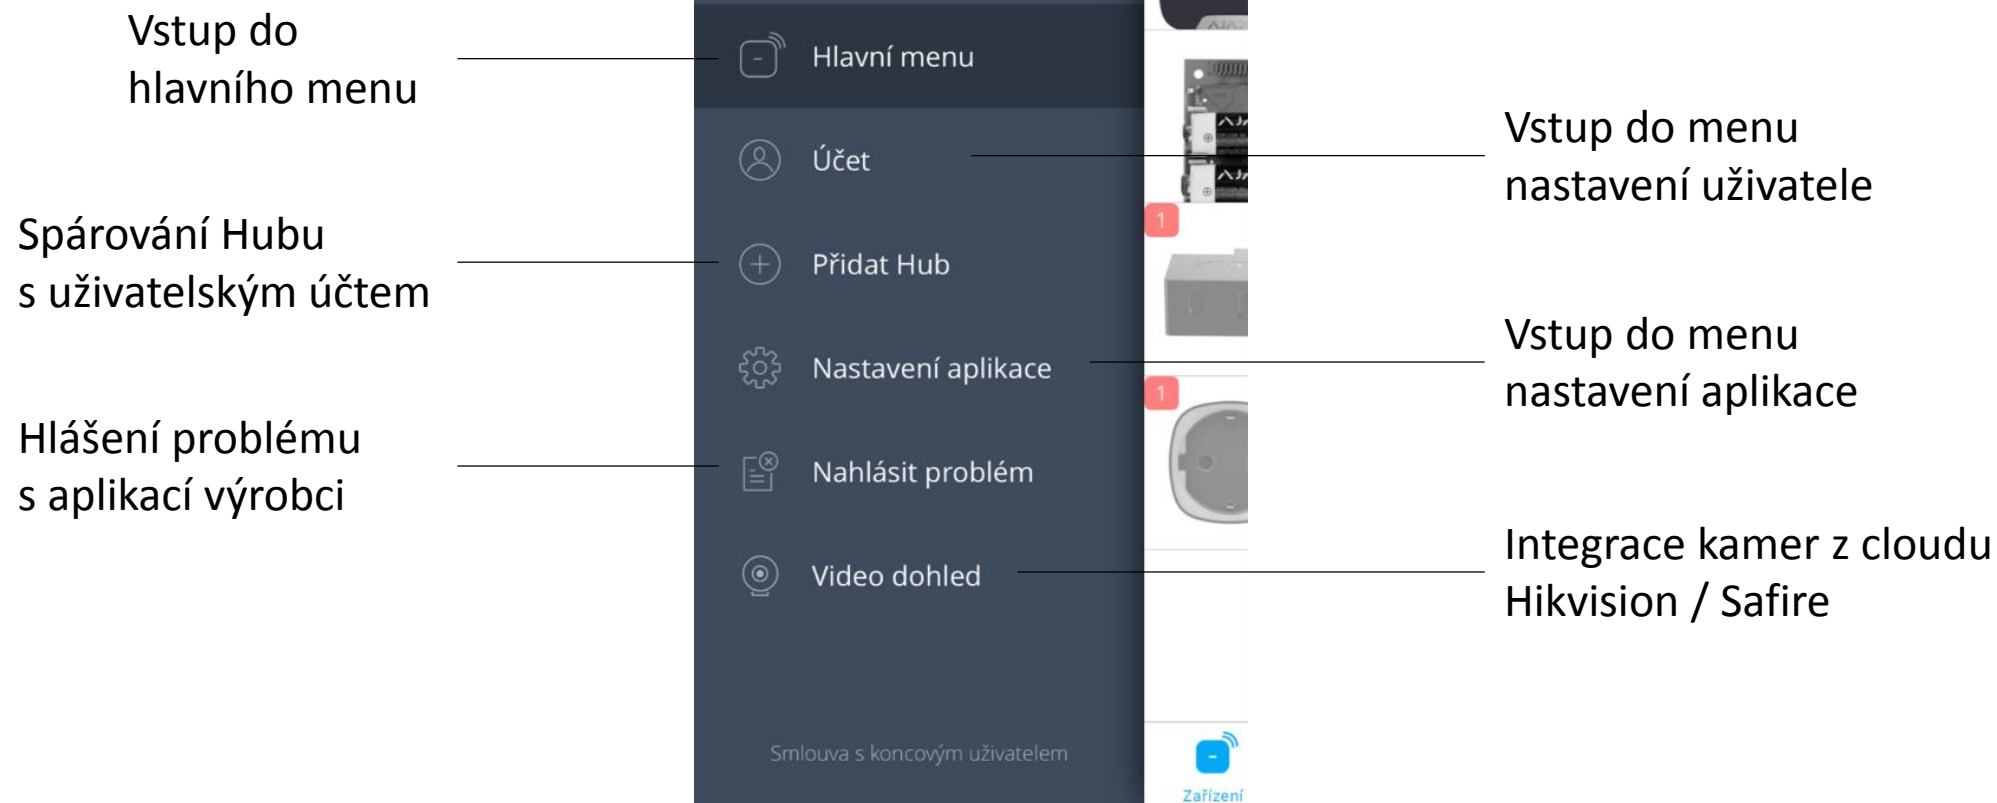 Vstup do
hlavního menu
Spárování Hubu
s uživatelským účtem
Hlášení problému
s aplikací výrobci
Hlavní menu
Účet
Přidat Hub
Nastavení aplikace
Nahlásit problém
Video dohled
Smlouva s koncovým uživatelem
1
1
Zařízení
Vstup do menu
nastavení uživatele
Vstup do menu
nastavení aplikace
Integrace kamer z cloudu
Hikvision / Safire